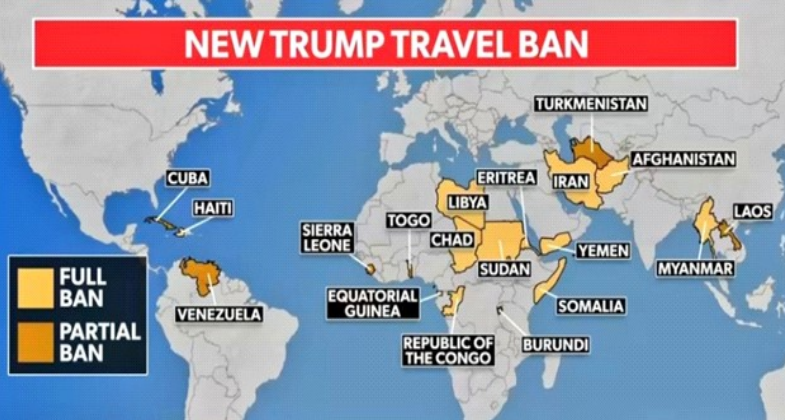 NEW TRUMP TRAVEL BAN
TURKMENISTAN
AFGHANISTAN
IRAN
CUBA
HAITI
ERITREA
LIBYA
TOGO
SIERRA
LEONE
CHAD
SUDAN
YEMEN
LAOS
MYANMAR
FULL
BAN
PARTIAL
BAN
VENEZUELA
EQUATORIAL
GUINEA
SOMALIA
REPUBLIC OF
THE CONGO
BURUNDI